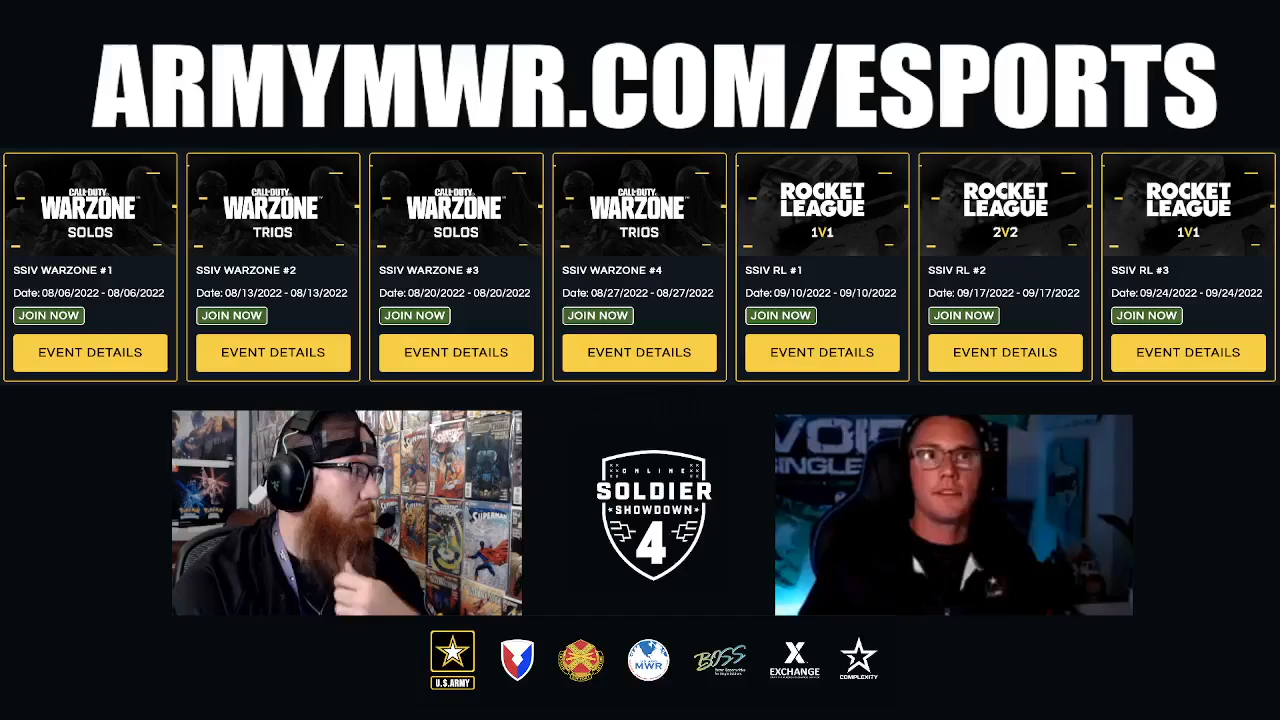 ARMYMWR.COM/ESPORTS
CALL OF DUTY
WARZONE
SOLOS
SSIV WARZONE #1
Date: 08/06/2022 - 08/06/2022
JOIN NOW
EVENT DETAILS
CALL OF DUTY
WARZONE
TRIOS
SSIV WARZONE #2
Date: 08/13/2022 - 08/13/2022
JOIN NOW
EVENT DETAILS
CALL OF DUTY
WARZONE
SOLOS
SSIV WARZONE #3
Date: 08/20/2022 - 08/20/2022
JOIN NOW
EVENT DETAILS
CALL OF DUTY
WARZONE
TRIOS
SSIV WARZONE #4
Date: 08/27/2022 - 08/27/2022
JOIN NOW
EVENT DETAILS
ROCKET
LEAGUE
1V1
SSIV RL #1
Date: 09/10/2022 - 09/10/2022
JOIN NOW
EVENT DETAILS
ROCKET
LEAGUE
2V2
SSIV RL #2
Date: 09/17/2022 - 09/17/2022
JOIN NOW
EVENT DETAILS
ROCKET
LEAGUE
1V1
SSIV RL #3
Date: 09/24/2022 - 09/24/2022
JOIN NOW
EVENT DETAILS
SUPERMAN
ONLINE
SOLDIER
SHOWDOWN
4
VOID
SINGLE
U.S.ARMY
MWR
BOSS
X
EXCHANGE
COMPLEXITY